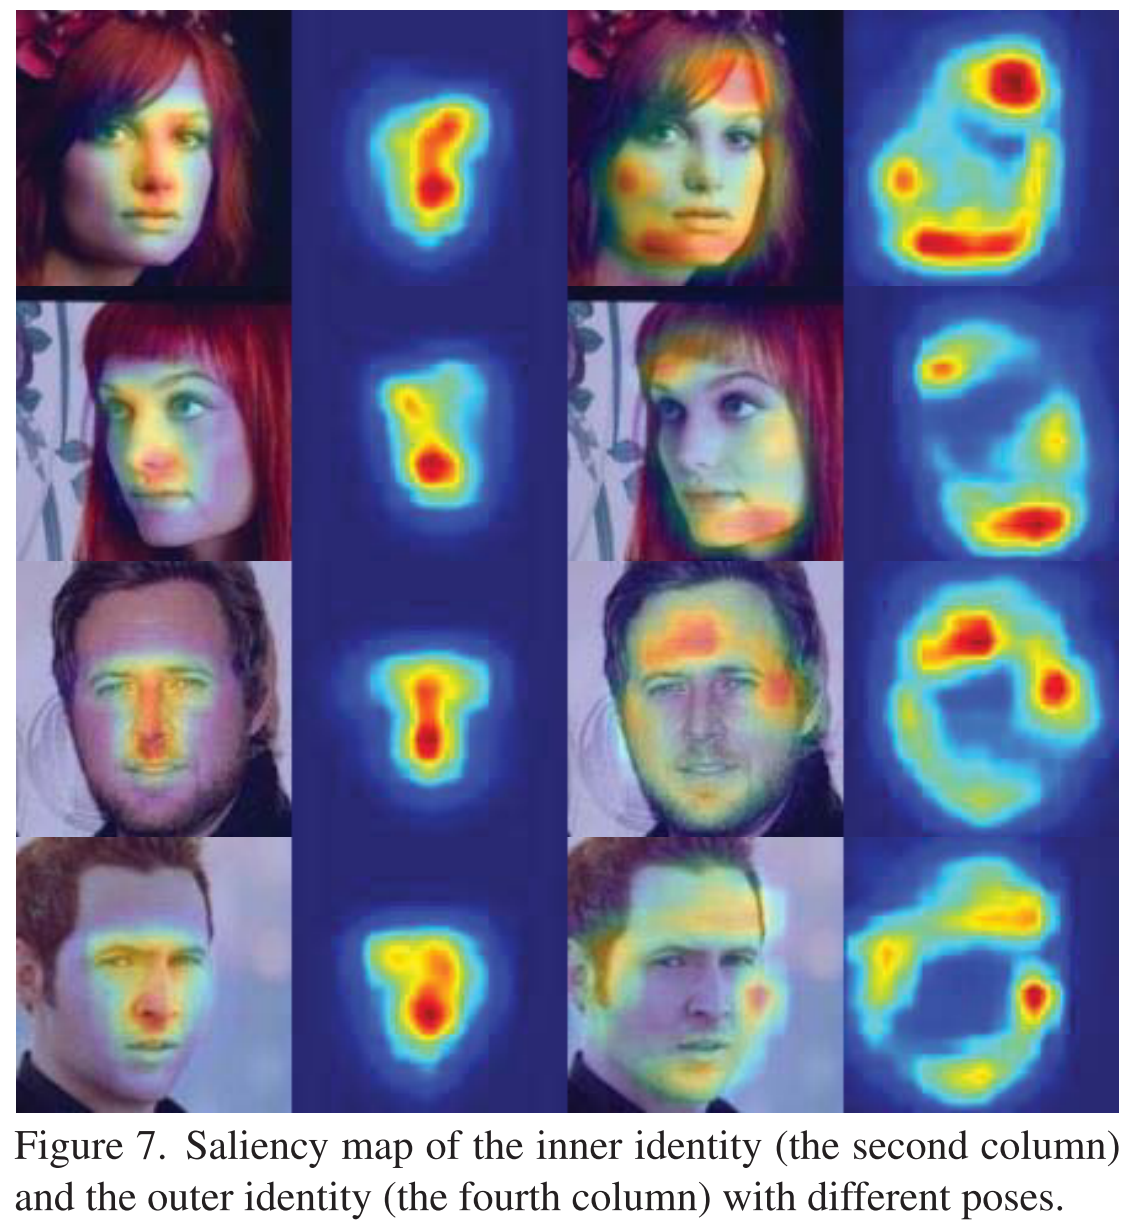 Figure 7. Saliency map of the inner identity (the second column)
and the outer identity (the fourth column) with different poses.